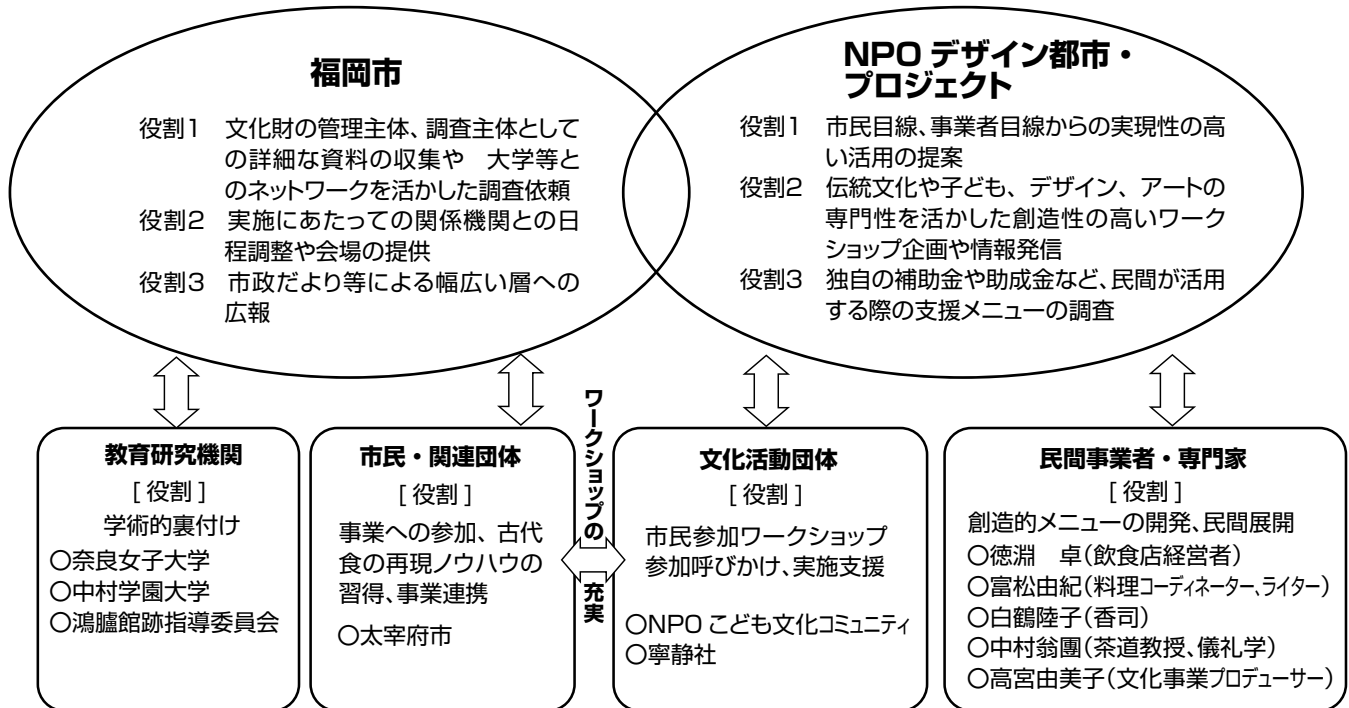 福岡市
役割1 文化財の管理主体、調査主体として
の詳細な資料の収集や 大学等と
のネットワークを活かした調査依頼
役割2 実施にあたっての関係機関との日
程調整や会場の提供
役割3 市政だより等による幅広い層への
広報
NPO デザイン都市・
プロジェクト
役割1 市民目線、事業者目線からの実現性の高
い活用の提案
役割2 伝統文化や子ども、デザイン、アートの
専門性を活かした創造性の高いワーク
ショップ企画や情報発信
役割3 独自の補助金や助成金など、民間が活用
する際の支援メニューの調査
教育研究機関
[ 役割 ]
学術的裏付け
○奈良女子大学
○中村学園大学
○鴻臚館跡指導委員会
市民・関連団体
[ 役割 ]
事業への参加、古代
食の再現ノウハウの
習得、事業連携
○太宰府市
ワークショップの
充実
文化活動団体
[ 役割 ]
市民参加ワークショップ
参加呼びかけ、実施支援
○NPO こども文化コミュニティ
○寧静社
民間事業者・専門家
[ 役割 ]
創造的メニューの開発、民間展開
○徳淵 卓(飲食店経営者)
○富松由紀(料理コーディネーター、ライター)
○白鶴陸子(香司)
○中村翁團(茶道教授、儀礼学)
○高宮由美子(文化事業プロデューサー)